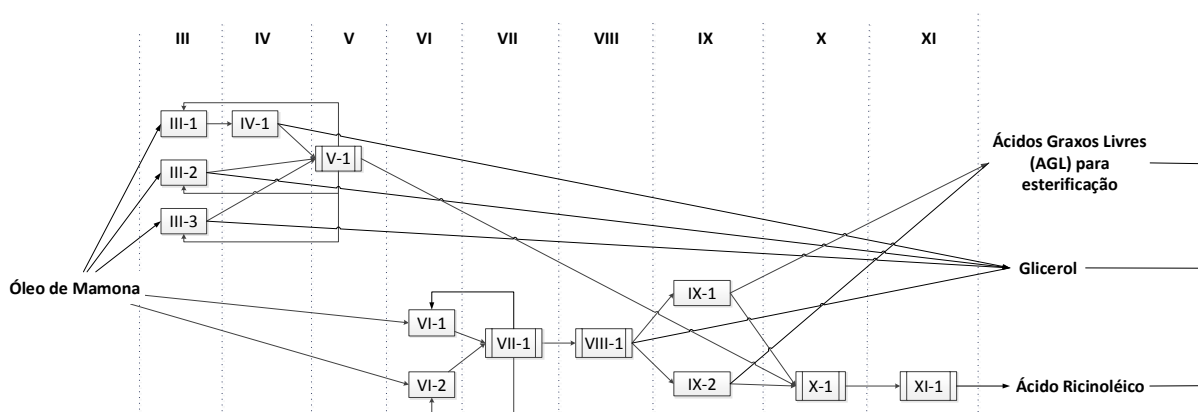 III IV V VI VII VIII IX X XI
III-1
IV-1
V-1
III-2
III-3
Óleo de Mamona
VI-1
VI-2
VII-1
VIII-1
IX-1
IX-2
X-1
XI-1
Ácidos Graxos Livres
(AGL) para
esterificação
Glicerol
Ácido Ricinoléico